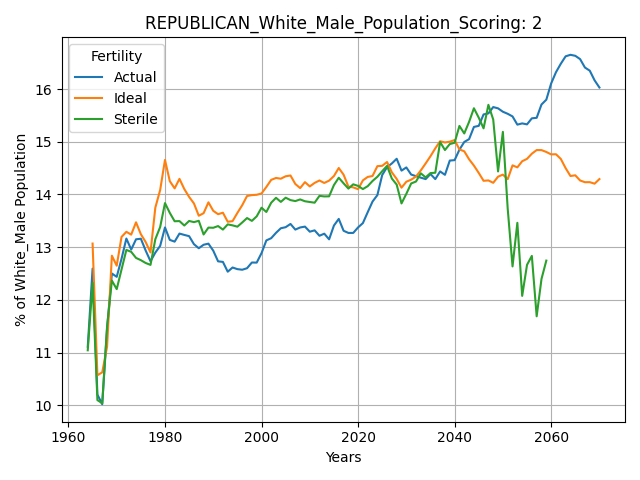 REPUBLICAN_White_Male_Population_Scoring: 2
Fertility
Actual
Ideal
Sterile
% of White_Male Population
16
15
14
13
12
11
10
1960
1980
2000
2020
2040
2060
Years